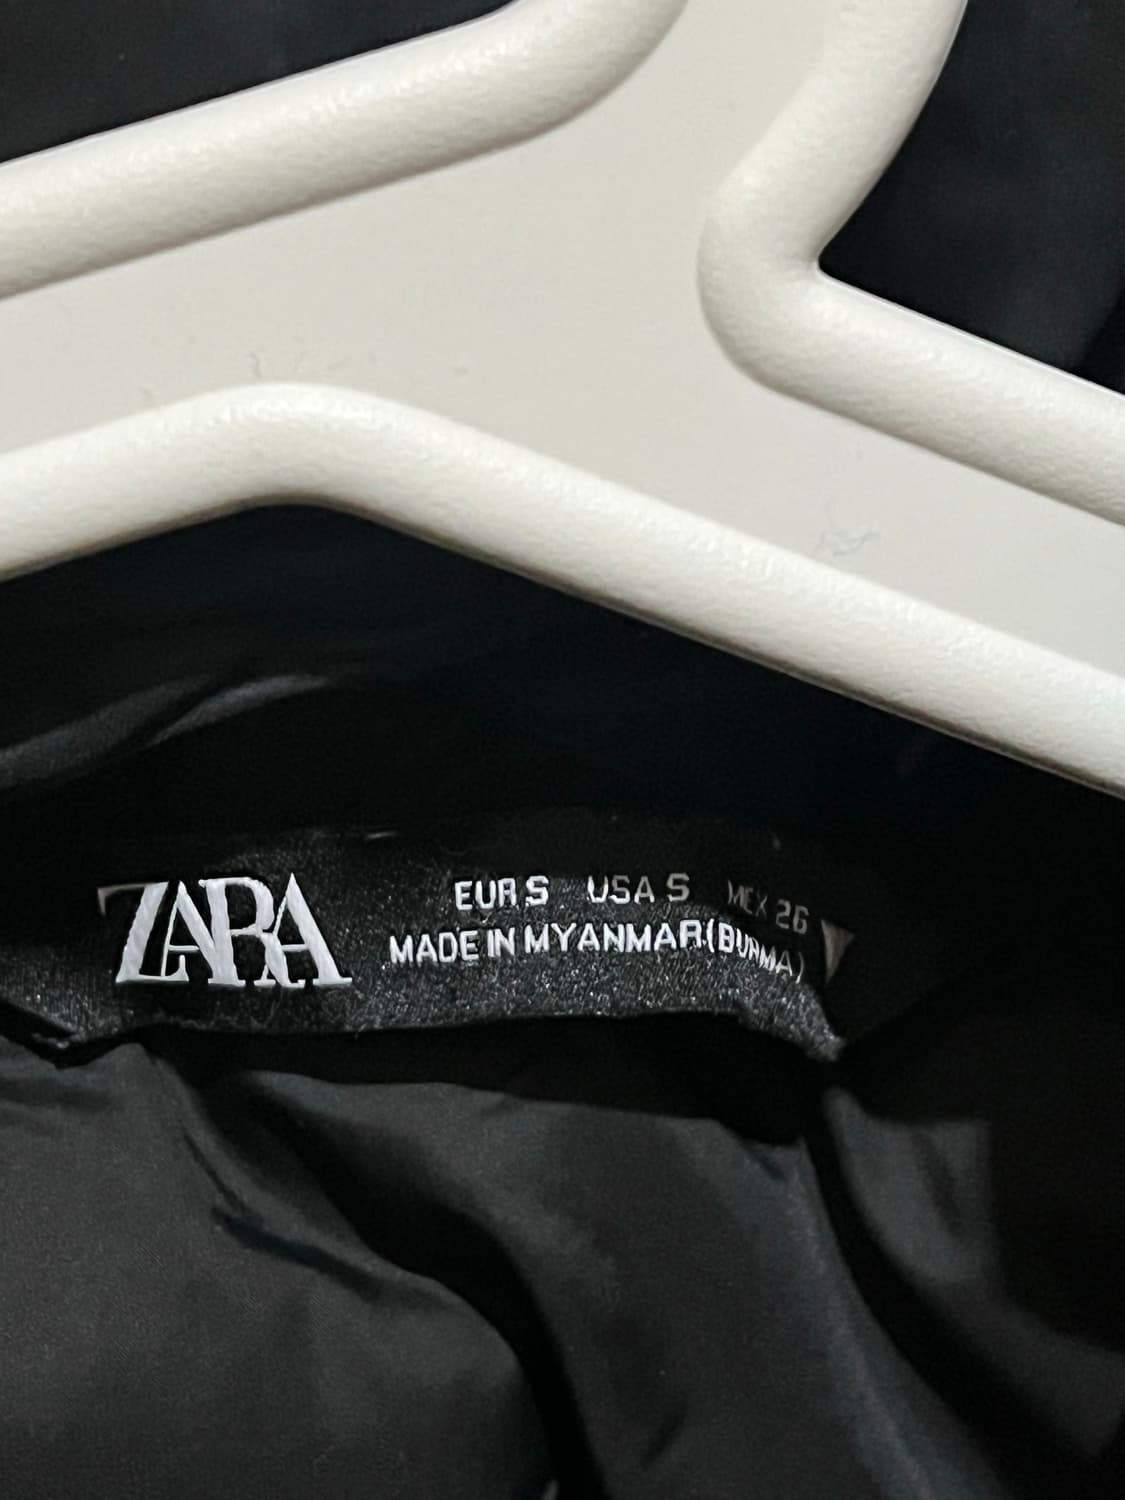 ZARA
EUR S USA S MEX 26
MADE IN MYANMAR (BURMA)